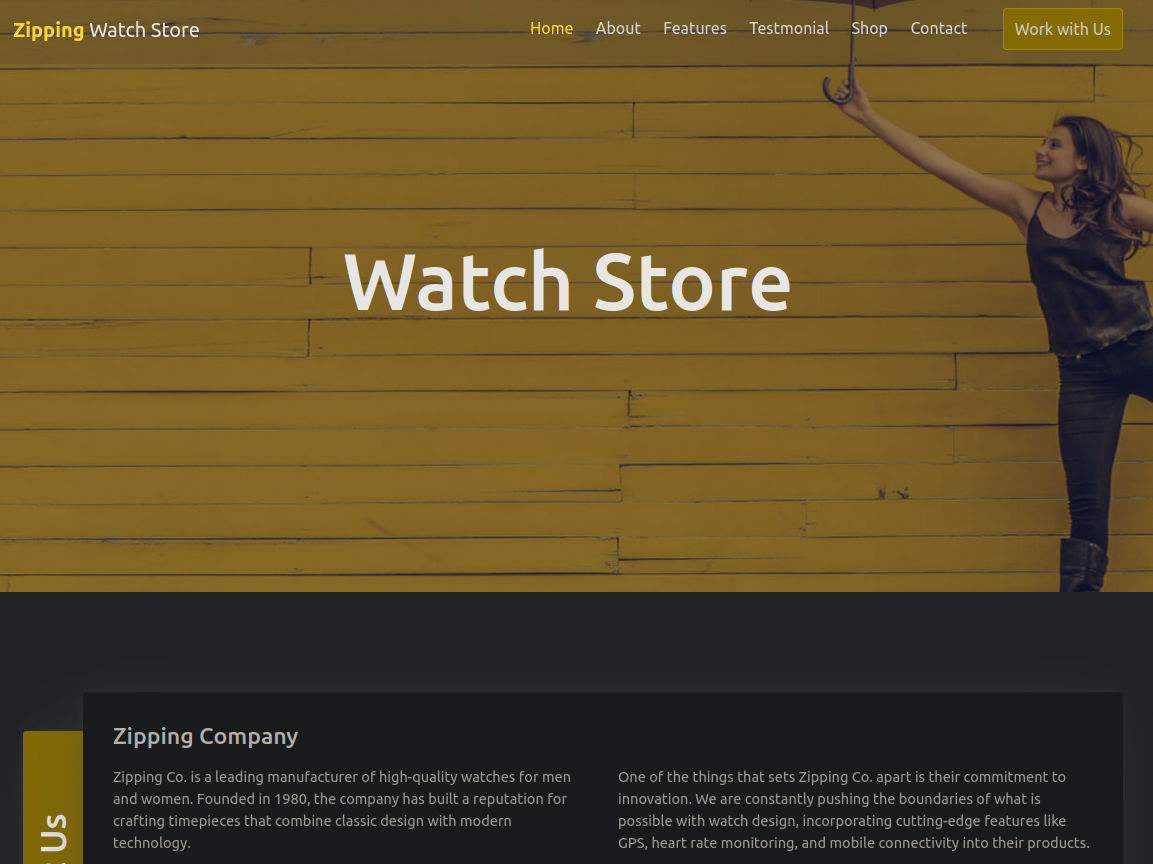 Zipping Watch Store
Home About Features Testmonial Shop Contact Work with Us
Watch Store
Zipping Company
Zipping Co. is a leading manufacturer of high-quality watches for men
and women. Founded in 1980, the company has built a reputation for
crafting timepieces that combine classic design with modern
technology.
One of the things that sets Zipping Co. apart is their commitment to
innovation. We are constantly pushing the boundaries of what is
possible with watch design, incorporating cutting-edge features like
GPS, heart rate monitoring, and mobile connectivity into their products.
Us